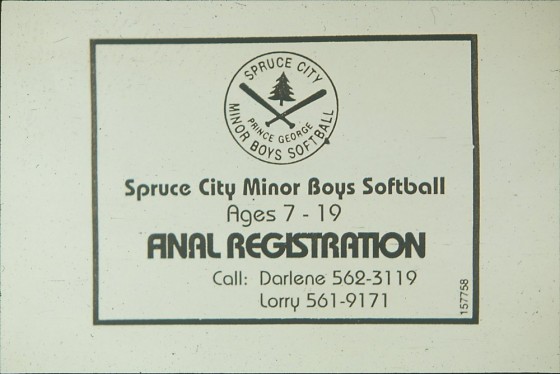 SPRUCE CITY
PRINCE GEORGE
MINOR BOYS SOFTBALL
Spruce City Minor Boys Softball
Ages 7 - 19
FINAL REGISTRATION
Call: Darlene 562-3119
Lorry 561-9171
157758